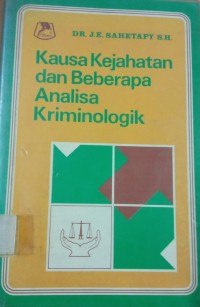 DR. J.E. SAHETAPY S.H.
Kausa Kejahatan
dan Beberapa
Analisa
Kriminologik